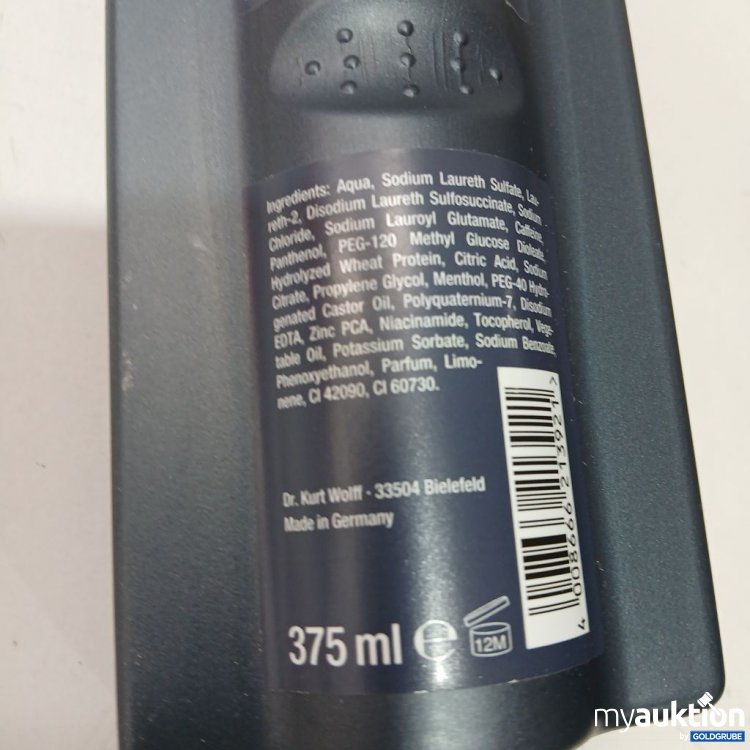 Ingredients: Aqua, Sodium Laureth Sulfate, Lau-
reth-2, Disodium Laureth Sulfosuccinate, Sodium
Chloride, Sodium Lauroyl Glutamate, Caffeine,
Panthenol, PEG-120 Methyl Glucose Dioleate,
Hydrolyzed Wheat Protein, Citric Acid, Sodium
Citrate, Propylene Glycol, Menthol, PEG-40 Hydro-
genated Castor Oil, Polyquaternium-7, Disodium
EDTA, Zinc PCA, Niacinamide, Tocopherol, Vege-
table Oil, Potassium Sorbate, Sodium Benzoate,
Phenoxyethanol, Parfum, Limo-
nene, CI 42090, CI 60730.
Dr. Kurt Wolff · 33504 Bielefeld
Made in Germany
4 008666 213921 >
375 ml e
12M
myauktion
by GOLDGRUBE